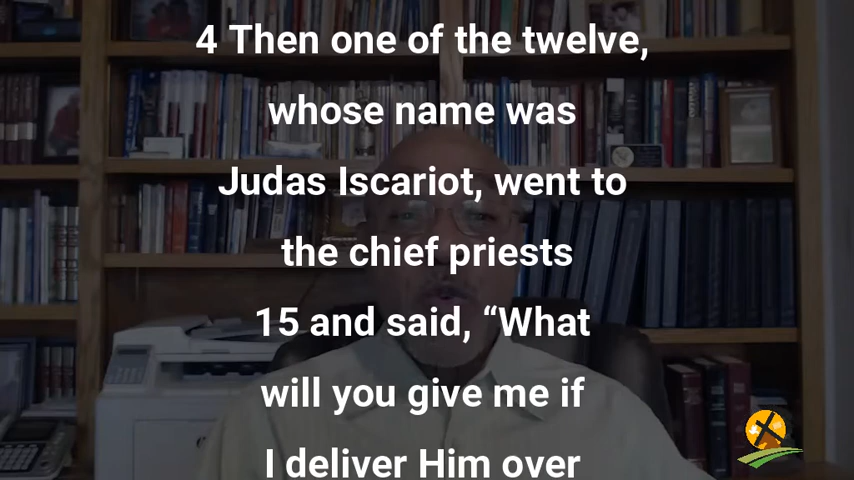 4 Then one of the twelve,
whose name was
Judas Iscariot, went to
the chief priests
15 and said, “What
will you give me if
I deliver Him over